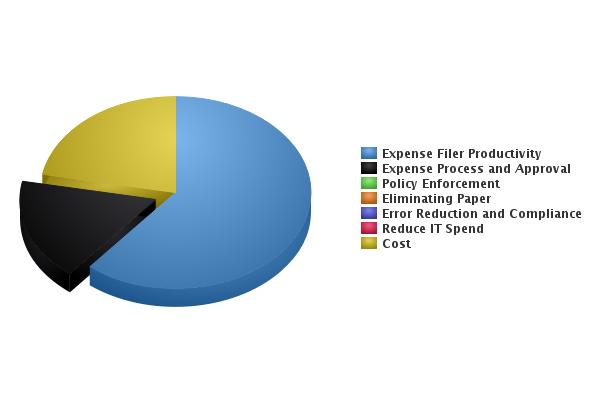 Expense Filer Productivity
Expense Process and Approval
Policy Enforcement
Eliminating Paper
Error Reduction and Compliance
Reduce IT Spend
Cost